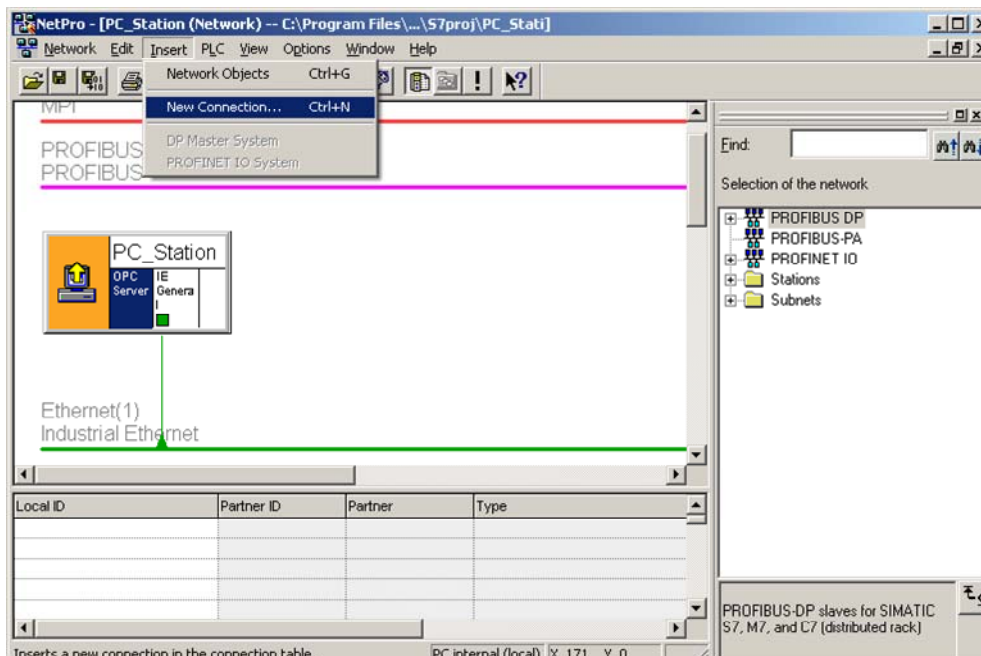 NetPro - [PC_Station (Network) -- C:\Program Files\...\S7proj\PC_Stati]
Network Edit Insert PLC View Options Window Help
Network Objects Ctrl+G
New Connection... Ctrl+N
DP Master System
PROFINET IO System
MPI
PROFIBUS
PROFIBUS
PC_Station
OPC Server
IE Genera l
Ethernet(1)
Industrial Ethernet
Local ID Partner ID Partner Type
Find:
Selection of the network
PROFIBUS DP
PROFIBUS-PA
PROFINET IO
Stations
Subnets
PROFIBUS-DP slaves for SIMATIC
S7, M7, and C7 (distributed rack)
Inserts a new connection in the connection table. PC internal (local) X 171 Y 0